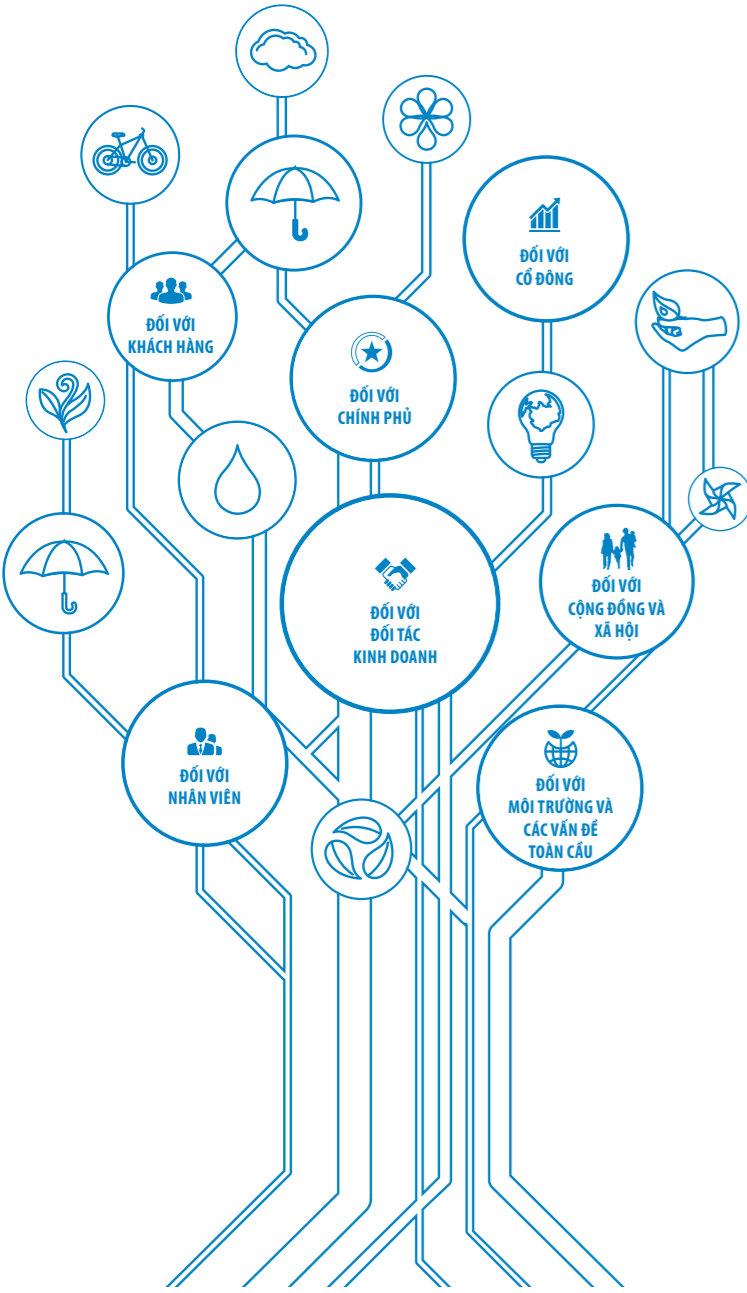 ĐỐI VỚI
CỔ ĐÔNG
ĐỐI VỚI
KHÁCH HÀNG
ĐỐI VỚI
CHÍNH PHỦ
ĐỐI VỚI
CỘNG ĐỒNG VÀ
XÃ HỘI
ĐỐI VỚI
ĐỐI TÁC
KINH DOANH
ĐỐI VỚI
NHÂN VIÊN
ĐỐI VỚI
MÔI TRƯỜNG VÀ
CÁC VẤN ĐỀ
TOÀN CẦU